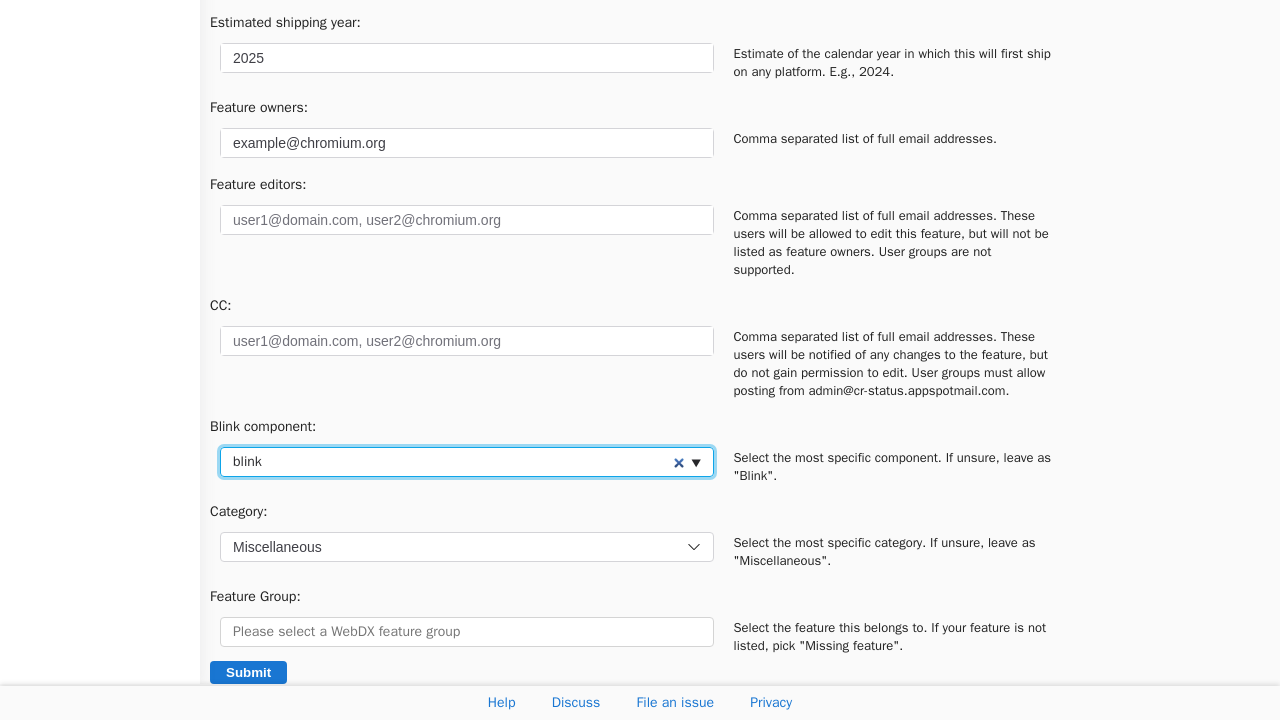 Estimated shipping year:
2025
Estimate of the calendar year in which this will first ship
on any platform. E.g., 2024.
Feature owners:
example@chromium.org
Comma separated list of full email addresses.
Feature editors:
user1@domain.com, user2@chromium.org
Comma separated list of full email addresses. These
users will be allowed to edit this feature, but will not be
listed as feature owners. User groups are not
supported.
CC:
user1@domain.com, user2@chromium.org
Comma separated list of full email addresses. These
users will be notified of any changes to the feature, but
do not gain permission to edit. User groups must allow
posting from admin@cr-status.appspotmail.com.
Blink component:
blink
Select the most specific component. If unsure, leave as
"Blink".
Category:
Miscellaneous
Select the most specific category. If unsure, leave as
"Miscellaneous".
Feature Group:
Please select a WebDX feature group
Select the feature this belongs to. If your feature is not
listed, pick "Missing feature".
Submit
Help Discuss File an issue Privacy